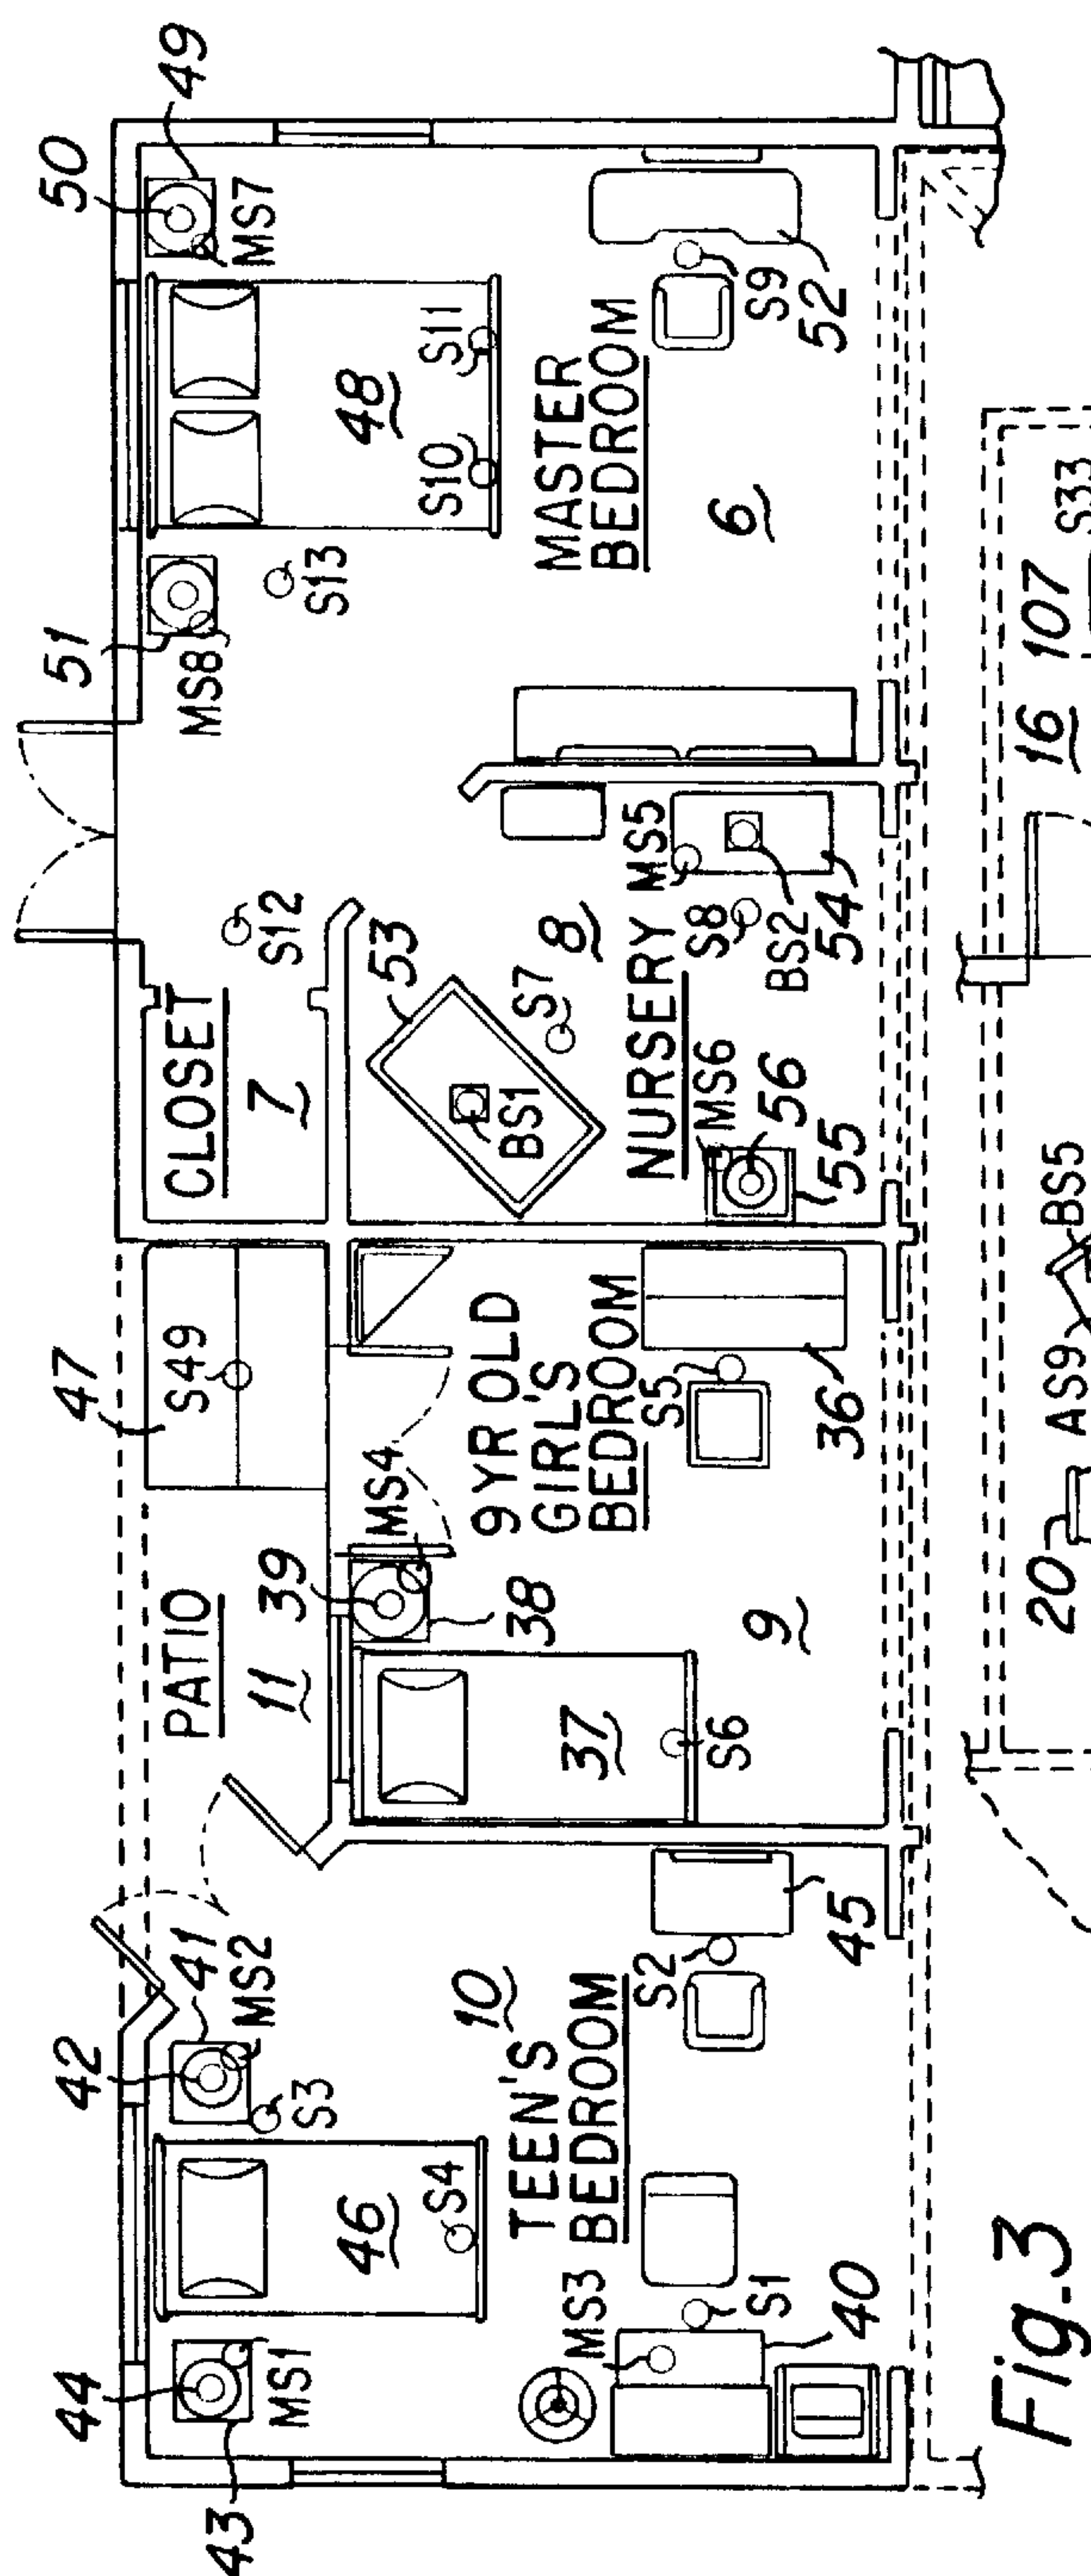 44
43
MS1
42
41
MS2
S3
46
S4
10
TEEN'S
BEDROOM
MS3
S1
40
S2
45
PATIO
11
47
S49
39
MS4
38
37
S6
9 YR OLD
GIRL'S
BEDROOM
S5
9
36
CLOSET
7
S12
53
BS1
S7
8
NURSERY
MS5
S8
BS2
54
MS6
56
55
51
MS8
S13
50
49
MS7
48
S10
S11
MASTER
BEDROOM
6
S9
52
20
AS9
BS5
16
107
S33
Fig.3